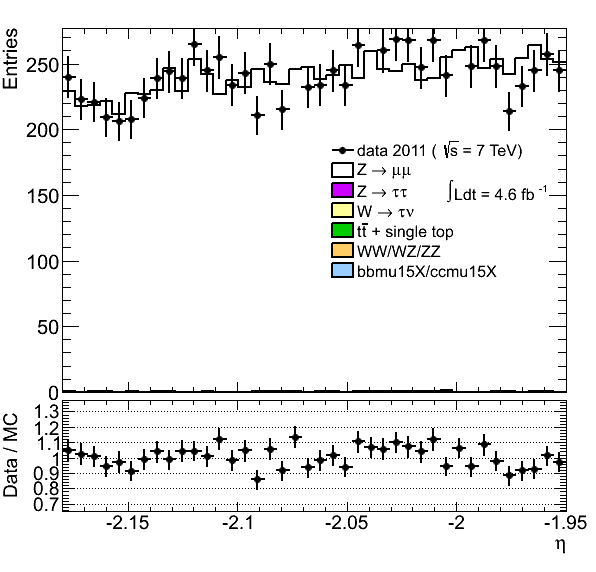 Entries
250
200
150
100
50
0
data 2011 ( √s = 7 TeV)
Z → μμ
Z → ττ
∫Ldt = 4.6 fb⁻¹
W → τν
tt̄ + single top
WW/WZ/ZZ
bbmu15X/ccmu15X
Data / MC
1.3
1.2
1.1
1
0.9
0.8
0.7
-2.15
-2.1
-2.05
-2
-1.95
η